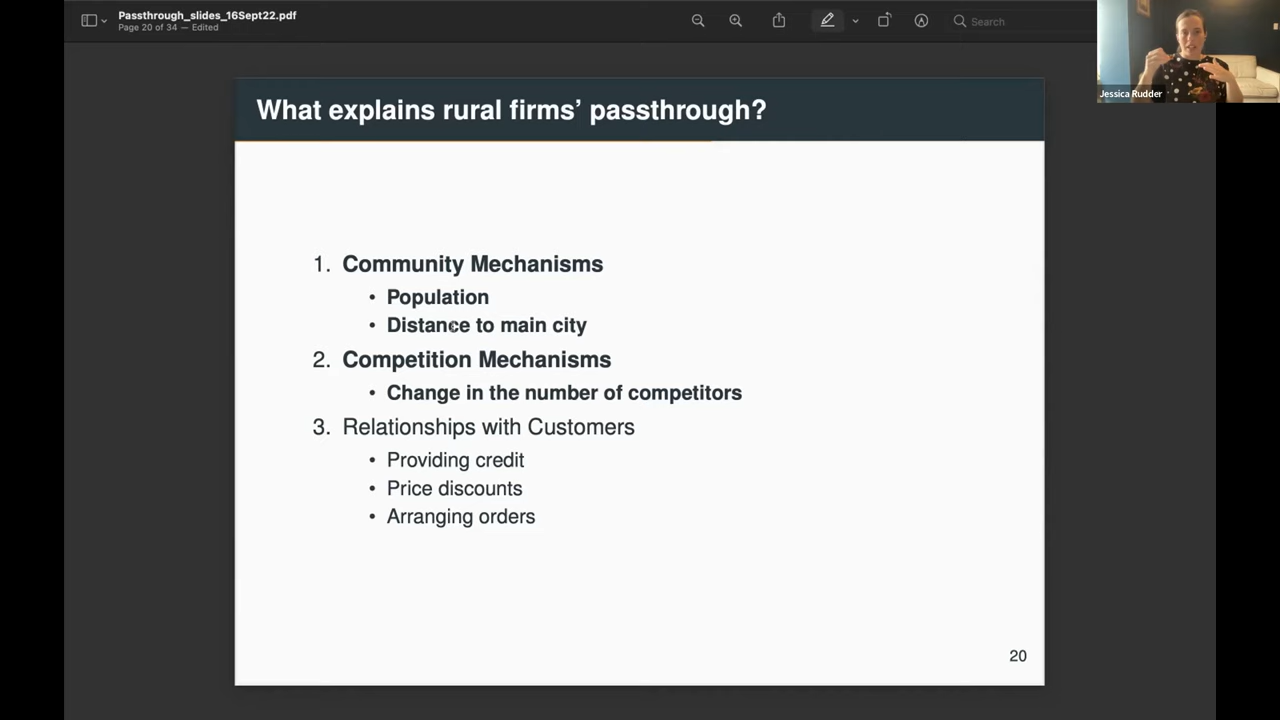 Passthrough_slides_16Sept22.pdf
Page 20 of 34 — Edited
Search
Jessica Rudder
What explains rural firms’ passthrough?
1. Community Mechanisms
• Population
• Distance to main city
2. Competition Mechanisms
• Change in the number of competitors
3. Relationships with Customers
• Providing credit
• Price discounts
• Arranging orders
20